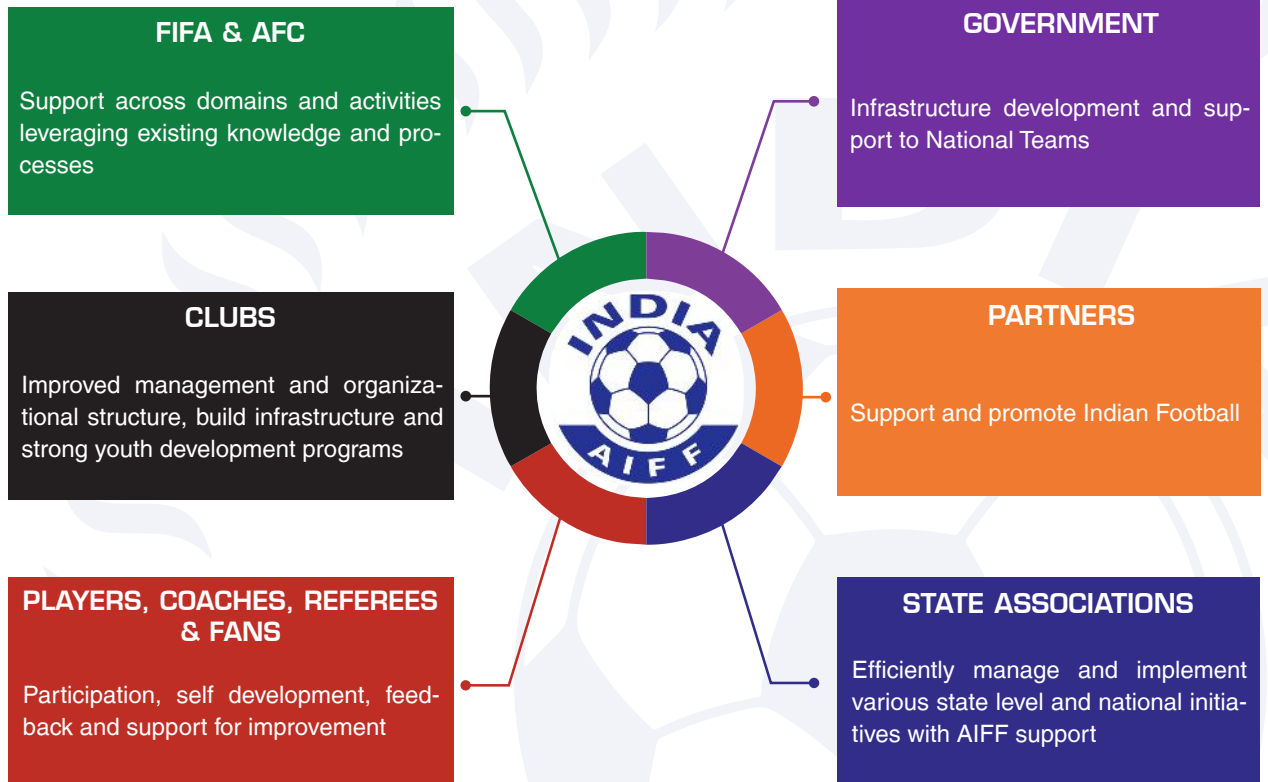 FIFA & AFC
Support across domains and activities
leveraging existing knowledge and pro-
cesses
GOVERNMENT
Infrastructure development and sup-
port to National Teams
CLUBS
Improved management and organiza-
tional structure, build infrastructure and
strong youth development programs
INDIA
AIFF
PARTNERS
Support and promote Indian Football
PLAYERS, COACHES, REFEREES
& FANS
Participation, self development, feed-
back and support for improvement
STATE ASSOCIATIONS
Efficiently manage and implement
various state level and national initia-
tives with AIFF support